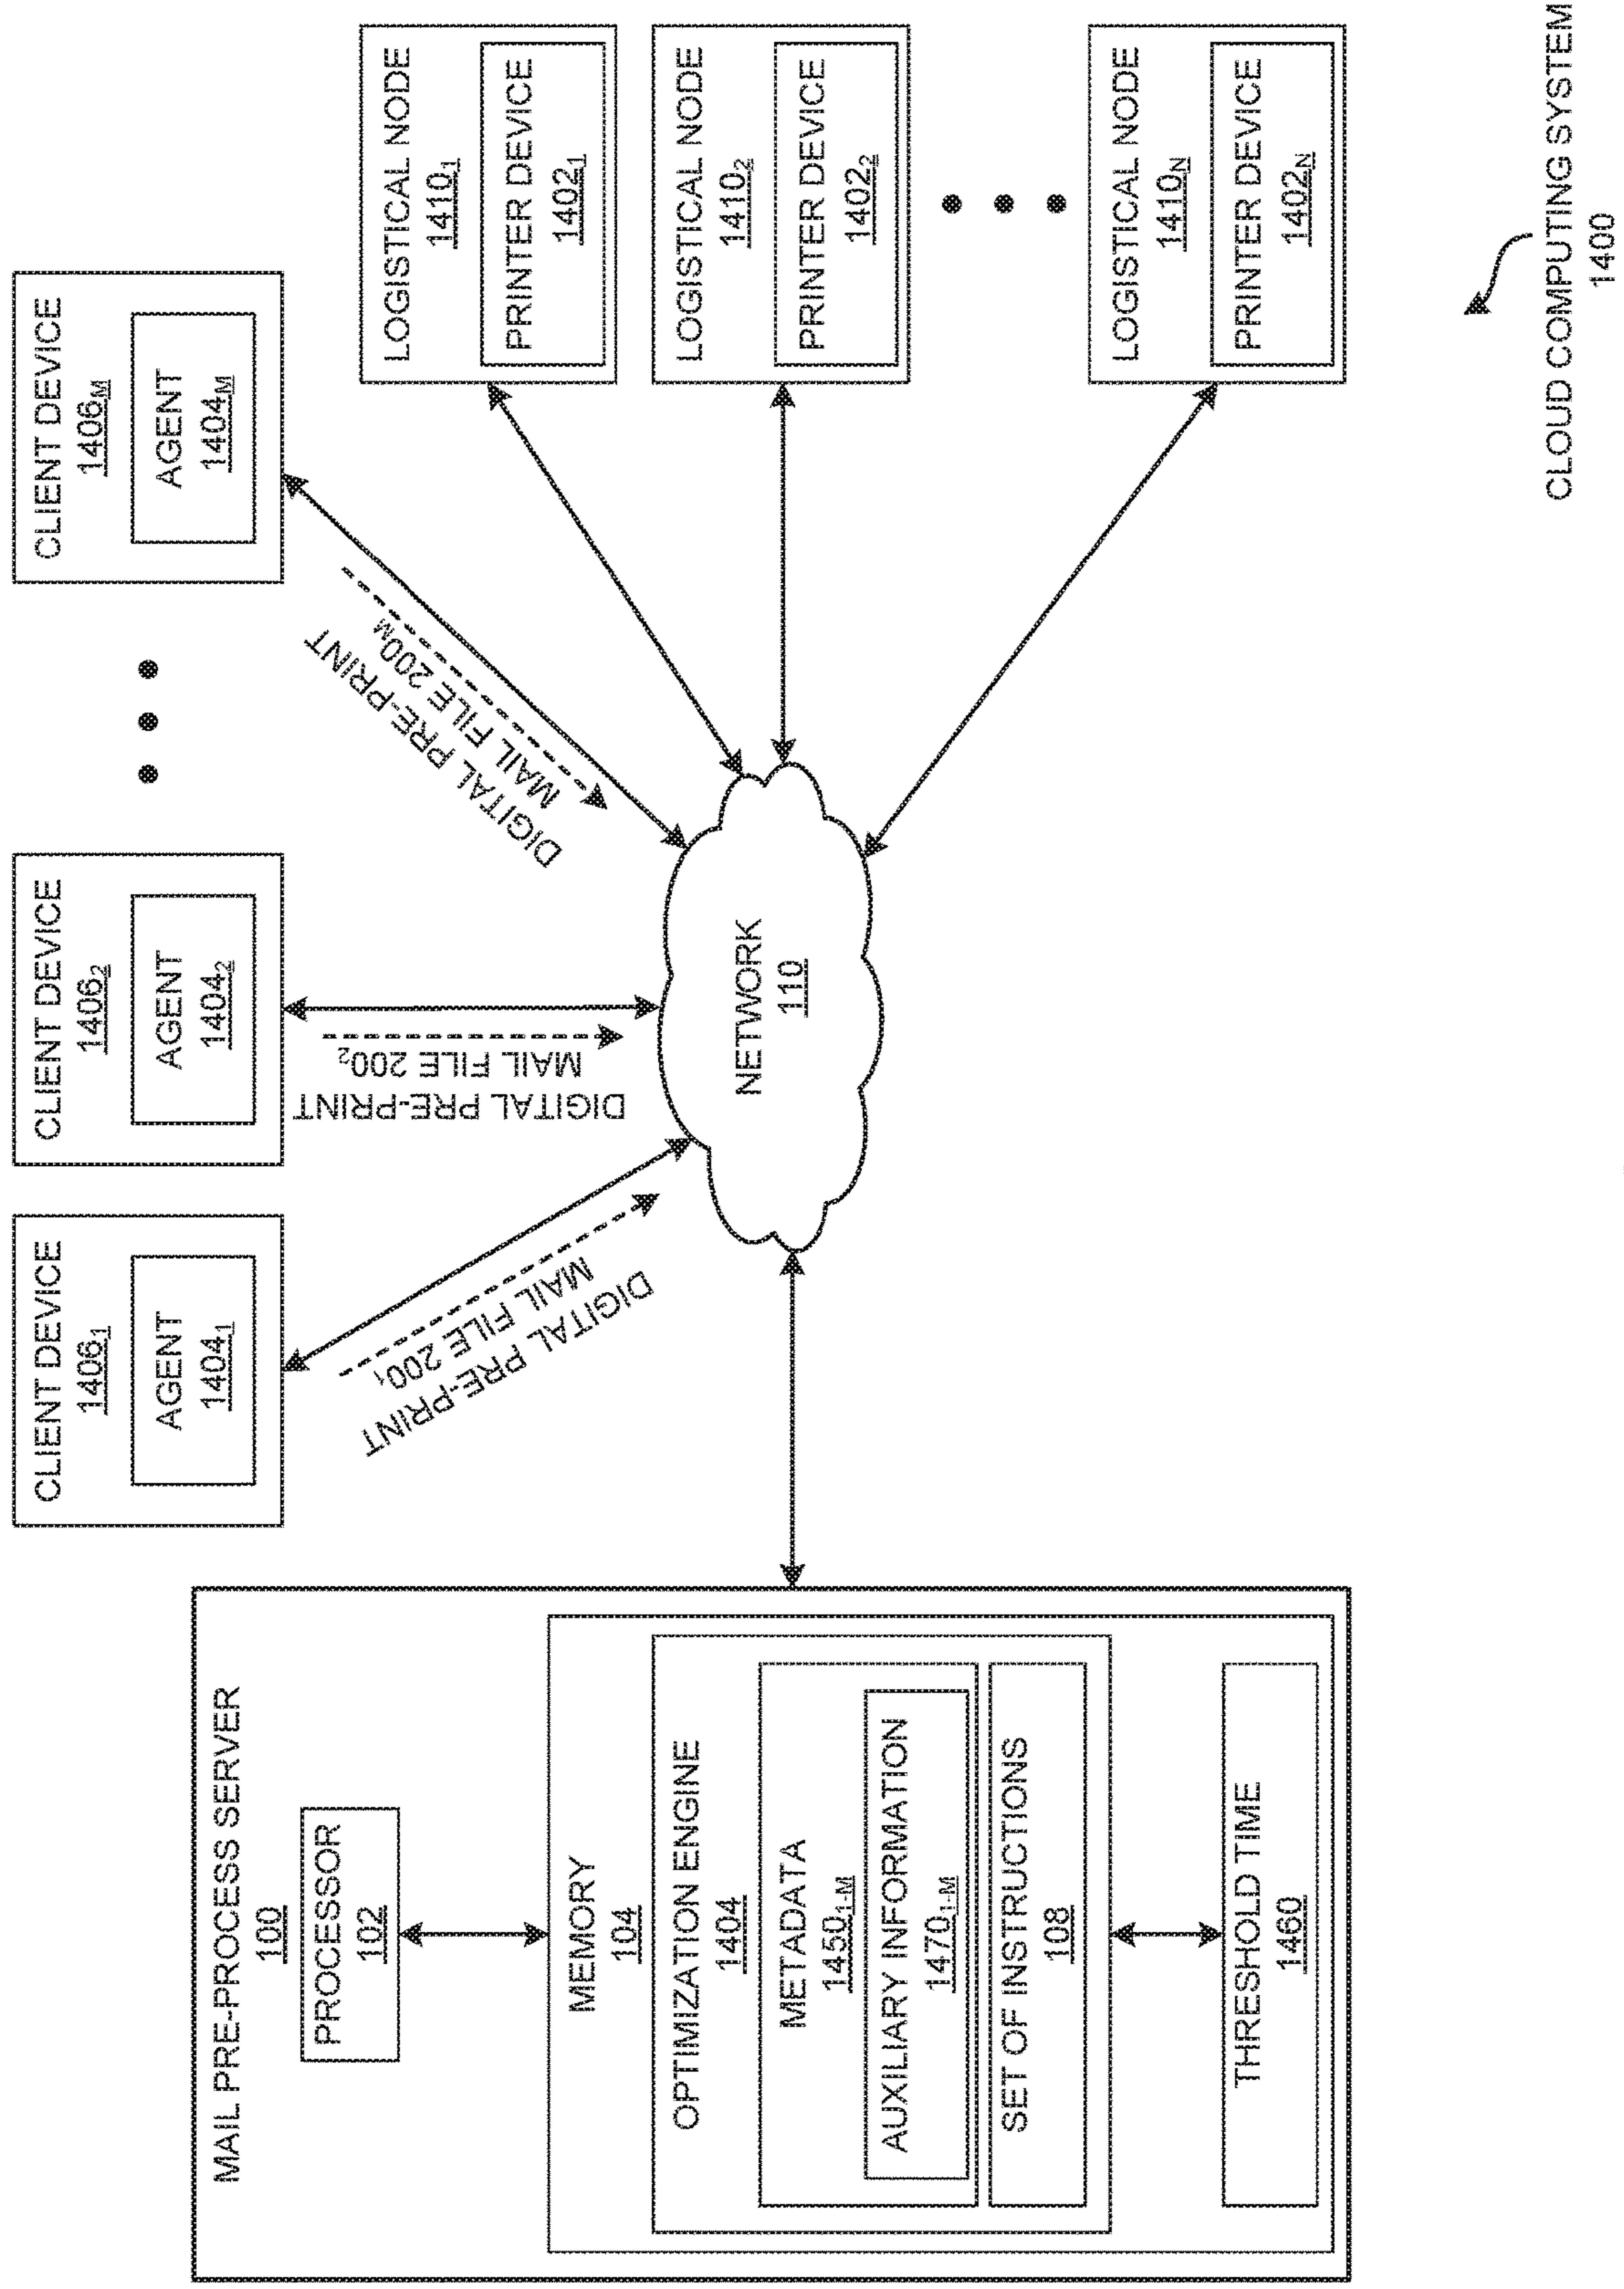 MAIL PRE-PROCESS SERVER
100
PROCESSOR
102
MEMORY
104
OPTIMIZATION ENGINE
1404
METADATA
1450₁₋M
AUXILIARY INFORMATION
1470₁₋M
SET OF INSTRUCTIONS
108
THRESHOLD TIME
1460
CLIENT DEVICE
1406₁
AGENT
1404₁
CLIENT DEVICE
1406₂
AGENT
1404₂
CLIENT DEVICE
1406M
AGENT
1404M
DIGITAL PRE-PRINT
MAIL FILE 200₁
DIGITAL PRE-PRINT
MAIL FILE 200₂
DIGITAL PRE-PRINT
MAIL FILE 200M
NETWORK
110
LOGISTICAL NODE
1410₁
PRINTER DEVICE
1402₁
LOGISTICAL NODE
1410₂
PRINTER DEVICE
1402₂
LOGISTICAL NODE
1410N
PRINTER DEVICE
1402N
CLOUD COMPUTING SYSTEM
1400